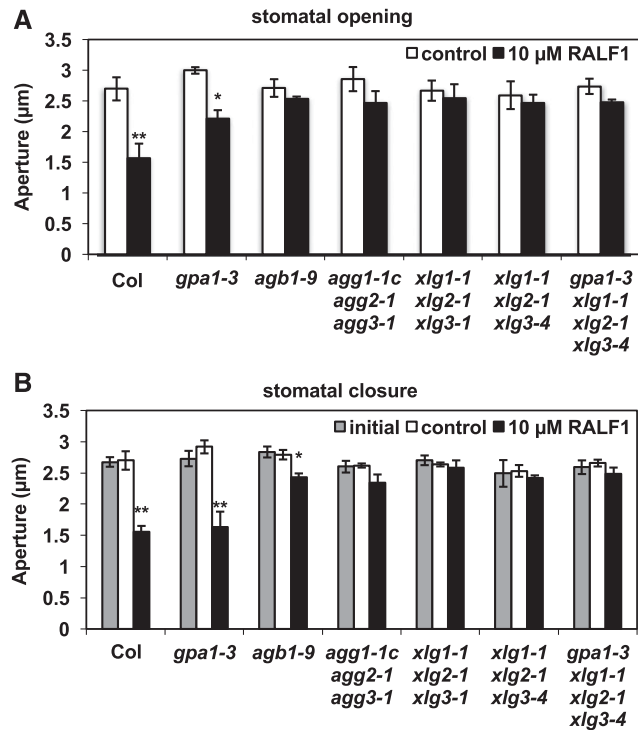 A
stomatal opening
3.5
3
2.5
2
1.5
1
0.5
0
Aperture (µm)
control 10 µM RALF1
**
*
Col gpa1-3 agb1-9 agg1-1c xlg1-1 xlg1-1 gpa1-3
agg2-1 xlg2-1 xlg2-1 xlg1-1
agg3-1 xlg3-1 xlg3-4 xlg2-1
xlg3-4
B
stomatal closure
3.5
3
2.5
2
1.5
1
0.5
0
Aperture (µm)
initial control 10 µM RALF1
**
**
*
Col gpa1-3 agb1-9 agg1-1c xlg1-1 xlg1-1 gpa1-3
agg2-1 xlg2-1 xlg2-1 xlg1-1
agg3-1 xlg3-1 xlg3-4 xlg2-1
xlg3-4